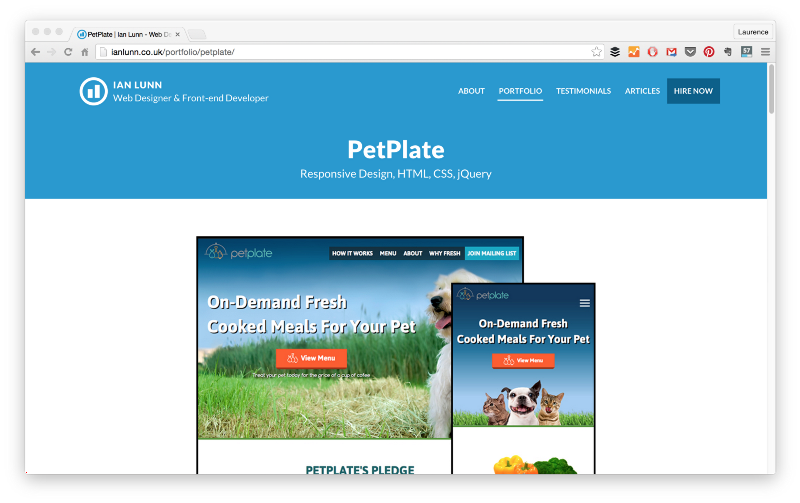 PetPlate | Ian Lunn - Web De
Laurence
ianlunn.co.uk/portfolio/petplate/
57
IAN LUNN
Web Designer & Front-end Developer
ABOUT
PORTFOLIO
TESTIMONIALS
ARTICLES
HIRE NOW
PetPlate
Responsive Design, HTML, CSS, jQuery
petplate
HOW IT WORKS
MENU
ABOUT
WHY FRESH
JOIN MAILING LIST
On-Demand Fresh
Cooked Meals For Your Pet
View Menu
Treat your pet today for the price of a cup of coffee
PETPLATE'S PLEDGE
petplate
On-Demand Fresh
Cooked Meals For Your Pet
View Menu